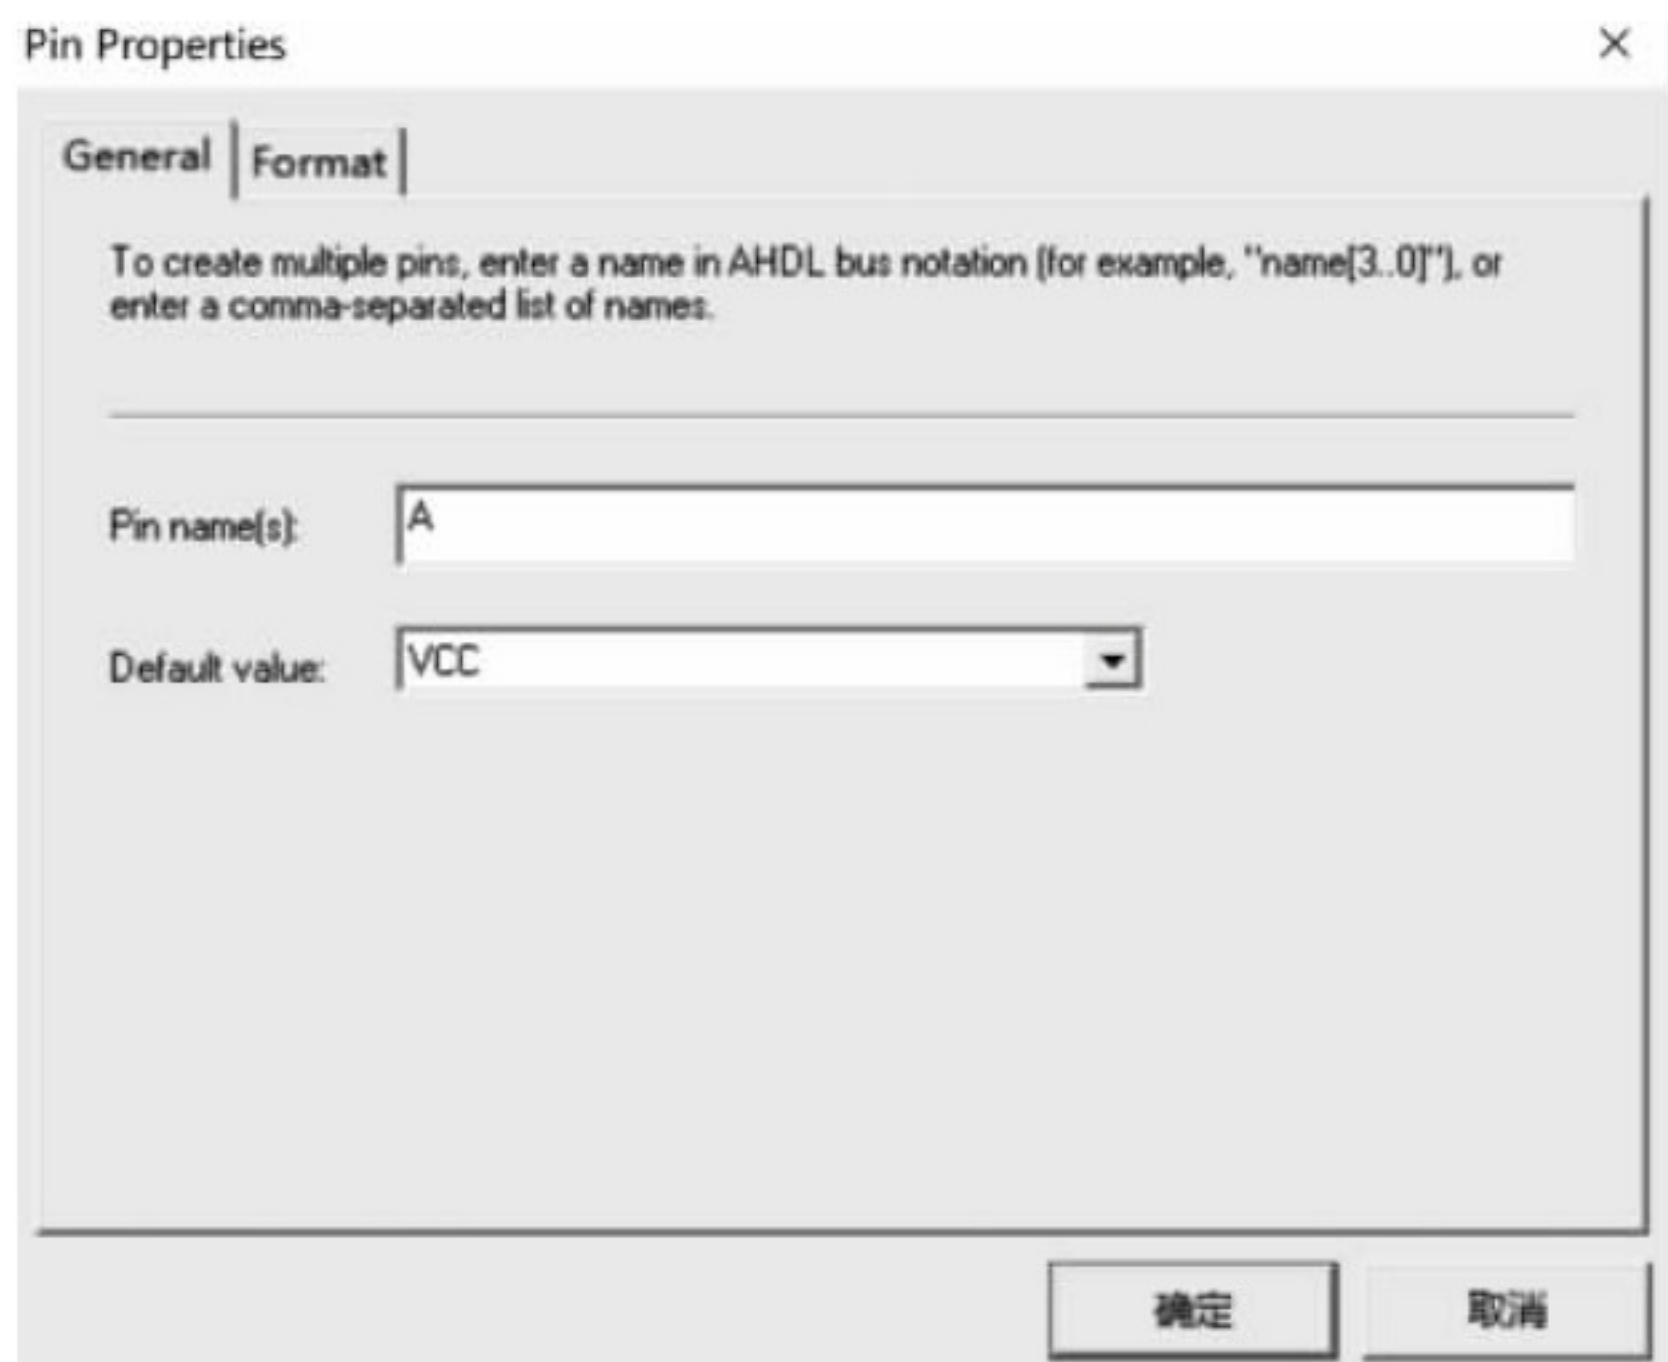 Pin Properties
General
Format
To create multiple pins, enter a name in AHDL bus notation (for example, "name[3..0]"), or
enter a comma-separated list of names.
Pin name(s):
A
Default value:
VCC
确定
取消